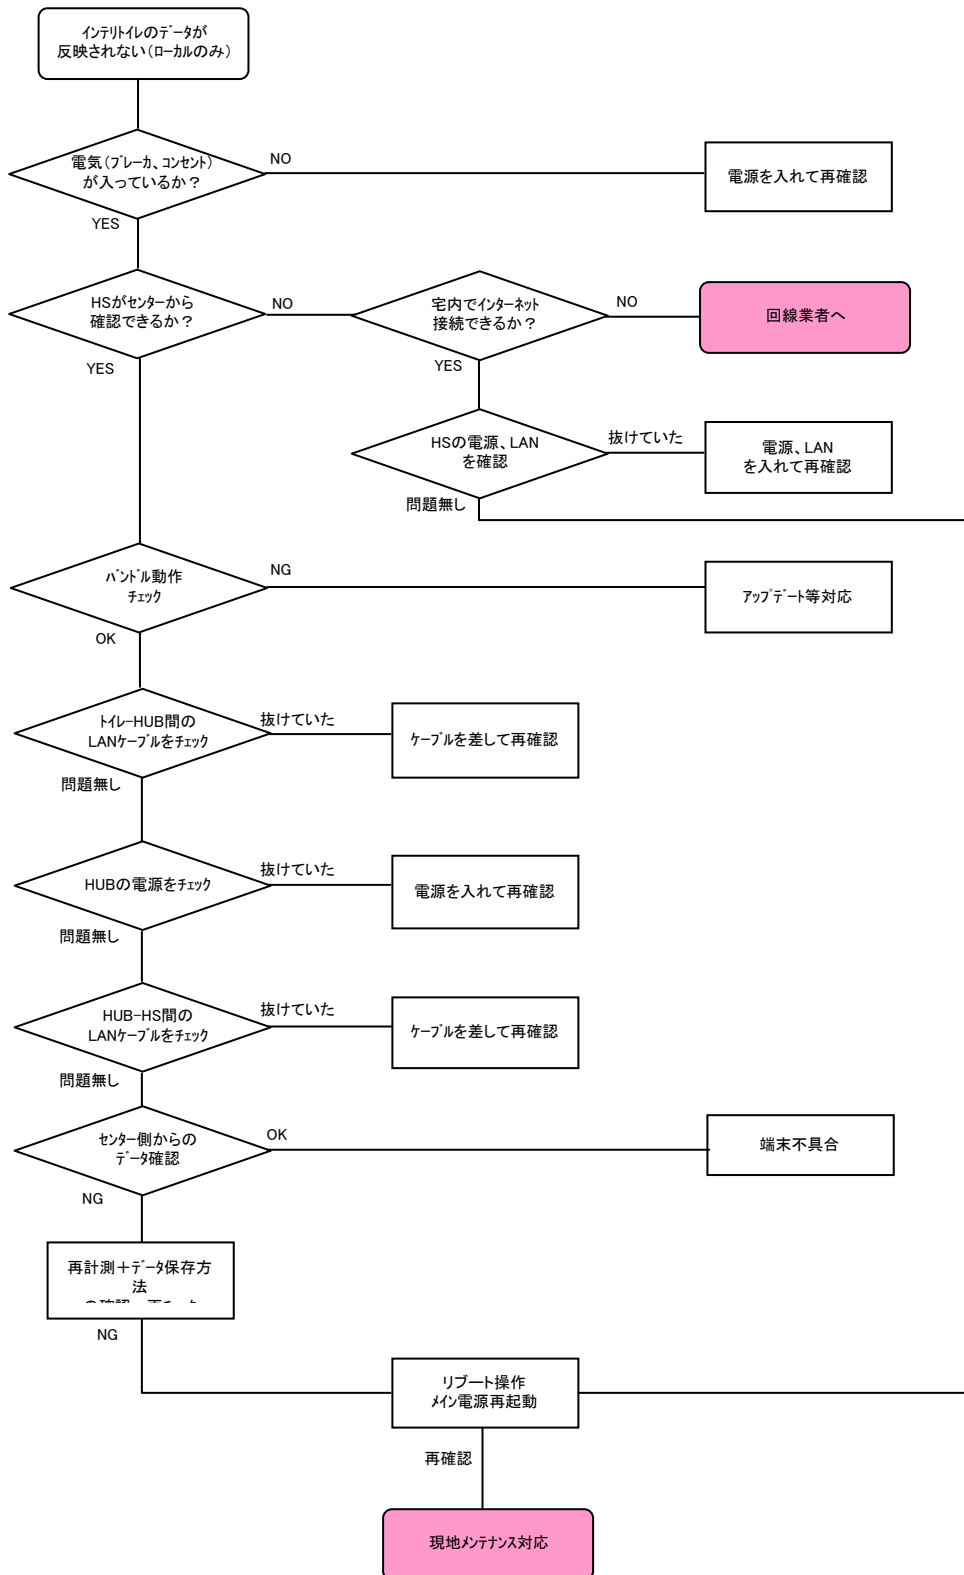 ｲﾝﾃﾘﾄｲﾚのﾃﾞｰﾀが
反映されない（ﾛｰｶﾙのみ）
電気（ﾌﾞﾚｰｶ、ｺﾝｾﾝﾄ）
が入っているか？
NO
電源を入れて再確認
YES
HSがｾﾝﾀｰから
確認できるか？
NO
宅内でｲﾝﾀｰﾈｯﾄ
接続できるか？
NO
回線業者へ
YES
YES
HSの電源、LAN
を確認
抜けていた
電源、LAN
を入れて再確認
問題無し
ﾊﾞﾝﾄﾞﾙ動作
ﾁｪｯｸ
NG
ｱｯﾌﾟﾃﾞｰﾄ等対応
OK
ﾄｲﾚ-HUB間の
LANｹｰﾌﾞﾙをﾁｪｯｸ
抜けていた
ｹｰﾌﾞﾙを差して再確認
問題無し
HUBの電源をﾁｪｯｸ
抜けていた
電源を入れて再確認
問題無し
HUB-HS間の
LANｹｰﾌﾞﾙをﾁｪｯｸ
抜けていた
ｹｰﾌﾞﾙを差して再確認
問題無し
ｾﾝﾀｰ側からの
ﾃﾞｰﾀ確認
OK
端末不具合
NG
再計測＋ﾃﾞｰﾀ保存方
法
NG
リブート操作
ﾒｲﾝ電源再起動
再確認
現地ﾒﾝﾃﾅﾝｽ対応